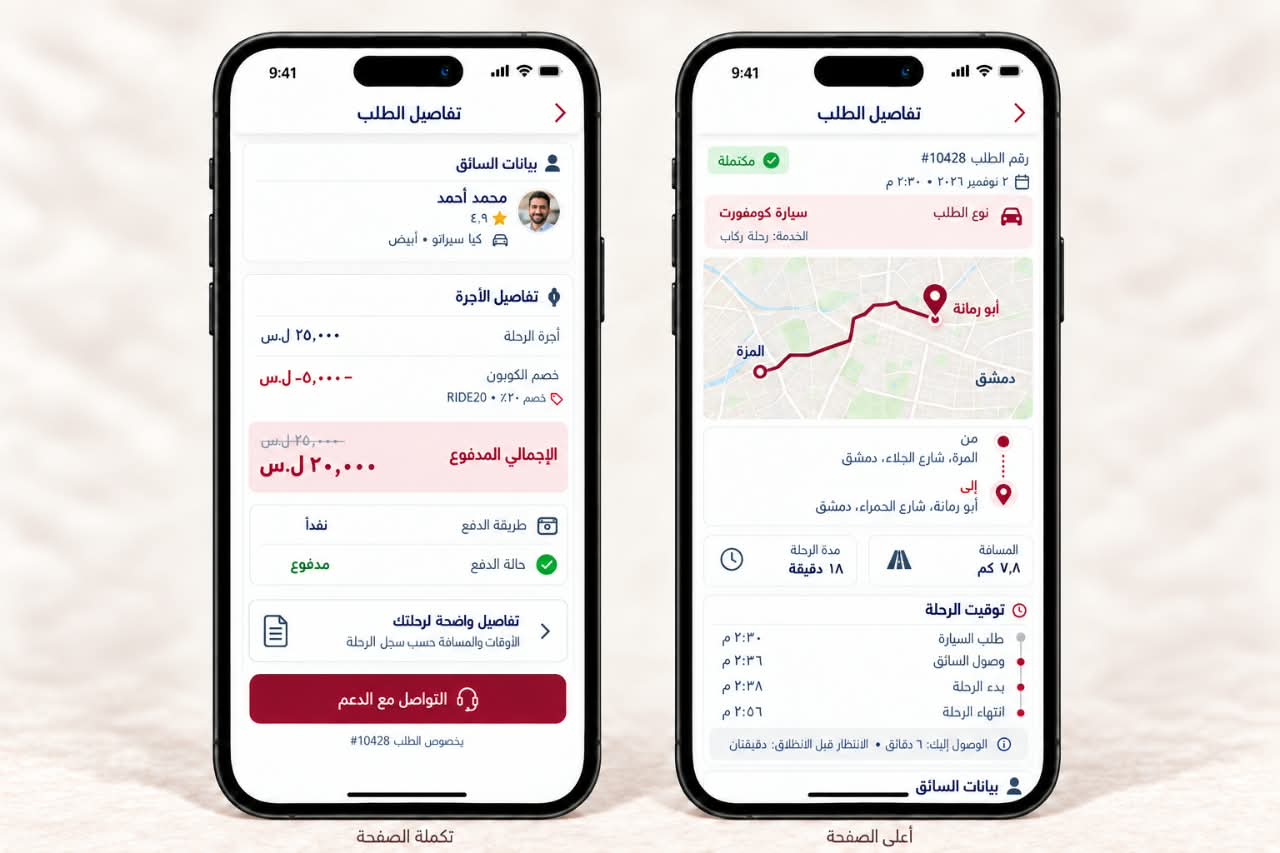 9:41
تفاصيل الطلب
رقم الطلب 10428#
٢ نوفمبر ٢٠٢٦ • ٢:٣٠ م
مكتملة
نوع الطلب
سيارة كومفورت
الخدمة: رحلة ركاب
أبو رمانة
المزة
دمشق
من
المرة، شارع الجلاء، دمشق
إلى
أبو رمانة، شارع الحمراء، دمشق
المسافة
٧,٨ كم
مدة الرحلة
١٨ دقيقة
توقيت الرحلة
طلب السيارة ٢:٣٠ م
وصول السائق ٢:٣٦ م
بدء الرحلة ٢:٣٨ م
انتهاء الرحلة ٢:٥٦ م
الوصول إليك: ٦ دقائق • الانتظار قبل الانطلاق: دقيقتان
بيانات السائق
أعلى الصفحة
9:41
تفاصيل الطلب
بيانات السائق
محمد أحمد
٤,٩
كيا سيراتو • أبيض
تفاصيل الأجرة
أجرة الرحلة ٢٥,٠٠٠ ل.س
خصم الكوبون −٥,٠٠٠- ل.س
خصم ٢٠٪ • RIDE20
الإجمالي المدفوع
٢٥,٠٠٠ ل.س
٢٠,٠٠٠ ل.س
طريقة الدفع نقداً
حالة الدفع مدفوع
تفاصيل واضحة لرحلتك
الأوقات والمسافة حسب سجل الرحلة
التواصل مع الدعم
بخصوص الطلب 10428#
تكملة الصفحة